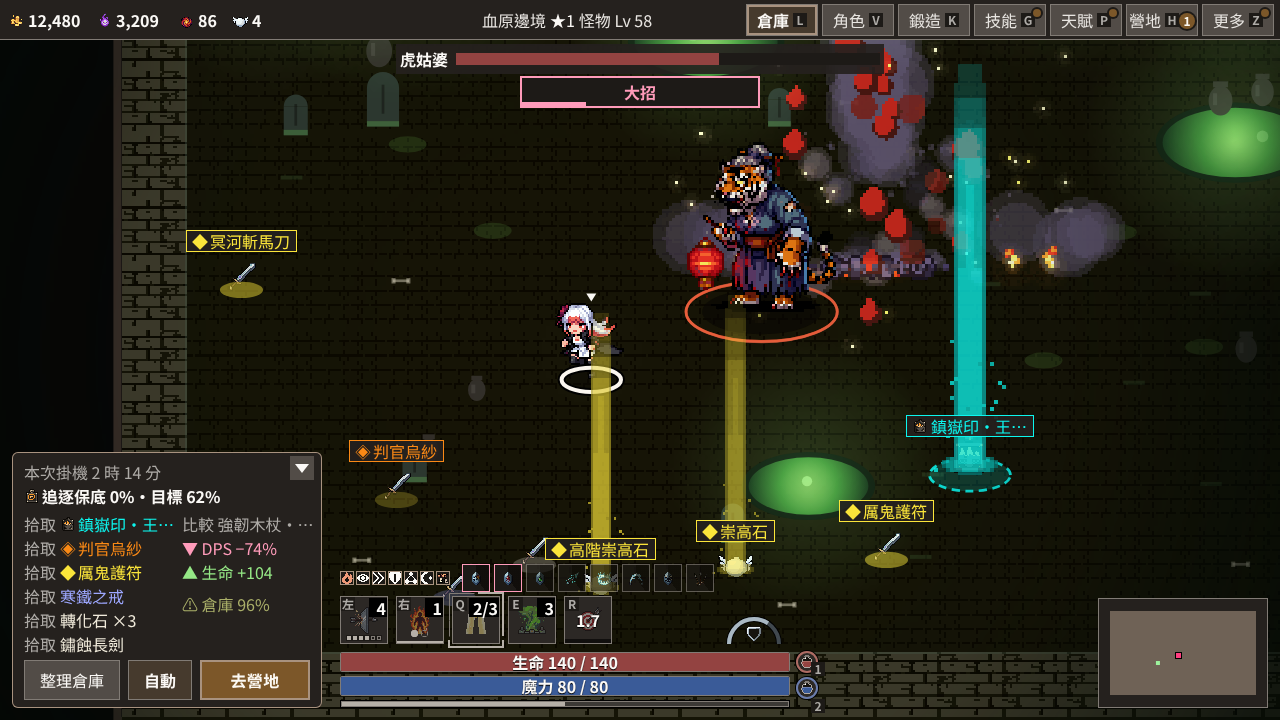 12,480 3,209 86 4
血原邊境 ★1 怪物 Lv 58
倉庫 L 角色 V 鍛造 K 技能 G 天賦 P 營地 H 1 更多 Z
虎姑婆
大招
冥河斬馬刀
鎮嶽印・王…
判官烏紗
厲鬼護符
崇高石
高階崇高石
本次掛機 2 時 14 分
追逐保底 0%・目標 62%
拾取 鎮嶽印・王… 比較 強韌木杖・…
拾取 判官烏紗 ▼ DPS −74%
拾取 厲鬼護符 ▲ 生命 +104
拾取 寒鐵之戒
⚠ 倉庫 96%
拾取 轉化石 ×3
拾取 鏽蝕長劍
整理倉庫 自動 去營地
左 4 右 1 Q 2/3 E 3 R 1.7
生命 140 / 140 1
魔力 80 / 80 2